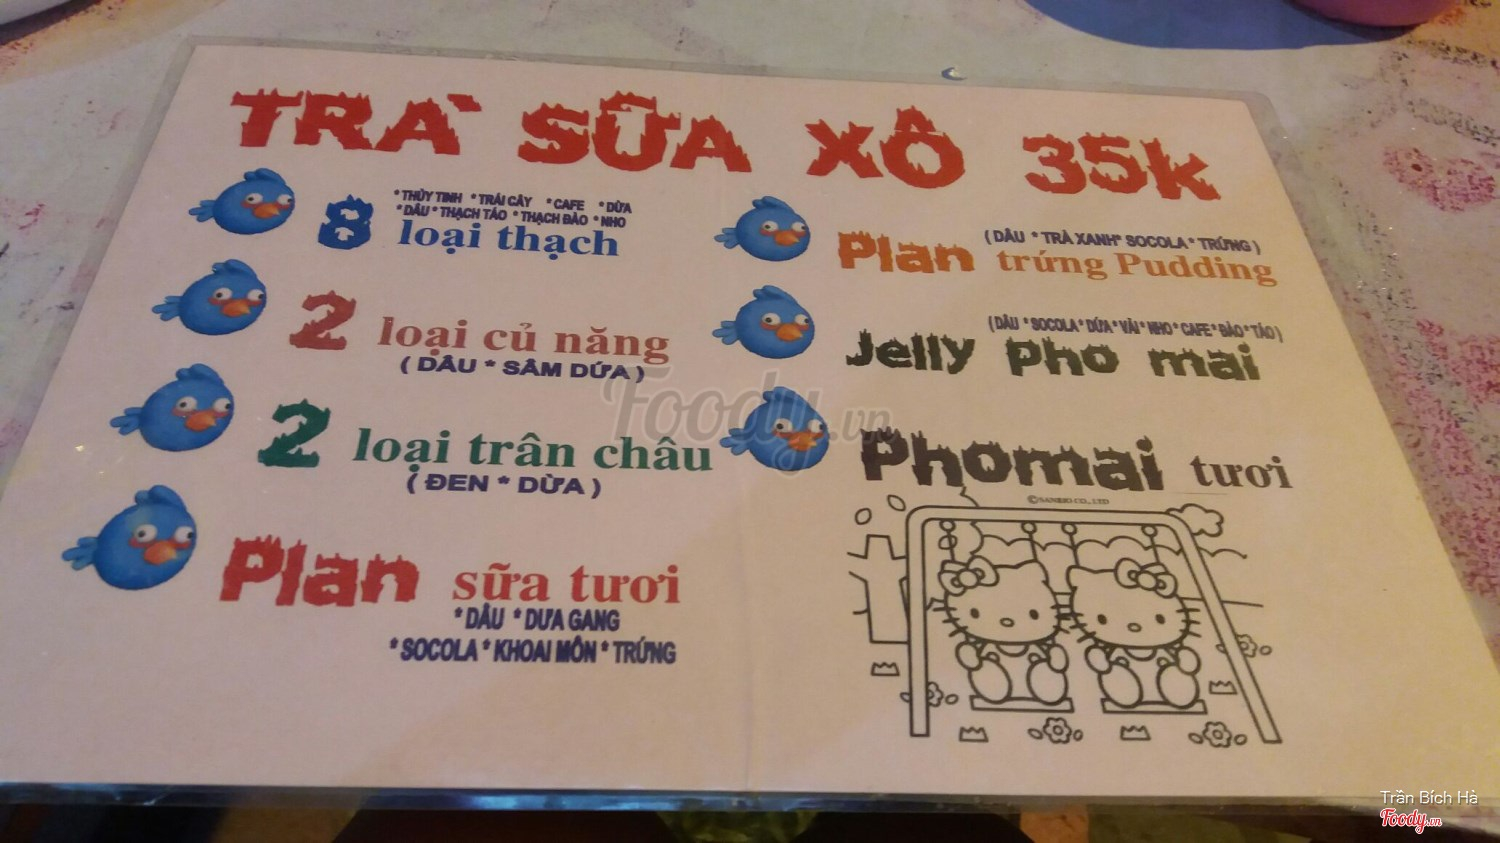 TRÀ SỮA XÔ 35k
* THỦY TINH * TRÁI CÂY * CAFE * DỪA
* DÂU * THẠCH TÁO * THẠCH ĐÀO * NHO
8 loại thạch
2 loại củ năng
( DÂU * SÂM DỨA )
2 loại trân châu
( ĐEN * DỪA )
Plan sữa tươi
* DÂU * DƯA GANG
* SOCOLA * KHOAI MÔN * TRỨNG
( DÂU * TRÀ XANH* SOCOLA * TRỨNG )
Plan trứng Pudding
( DÂU * SOCOLA * DỨA * VẢI * NHO * CAFE * ĐÀO * TÁO )
Jelly pho mai
Phomai tươi
©SANRIO CO., LTD
Foody.vn
Trần Bích Hà
Foody.vn